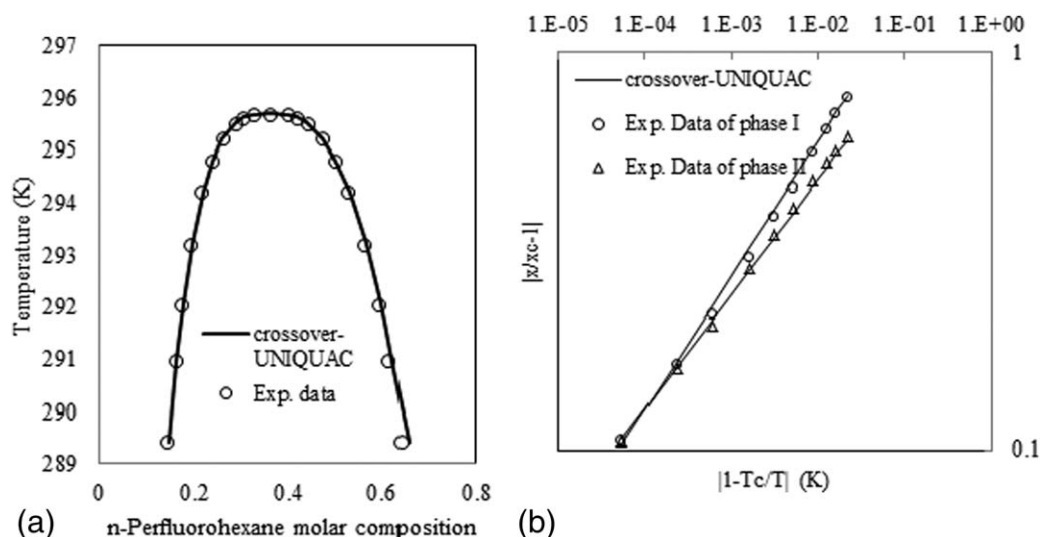 297
296
295
294
293
292
291
290
289
Temperature (K)
crossover-
UNIQUAC
Exp. data
0
0.2
0.4
0.6
0.8
(a)
n-Perfluorohexane molar composition
1.E-05 1.E-04 1.E-03 1.E-02 1.E-01 1.E+00
1
crossover-UNIQUAC
Exp. Data of phase I
Exp. Data of phase II
|x/xc-1|
0.1
|1-Tc/T| (K)
(b)